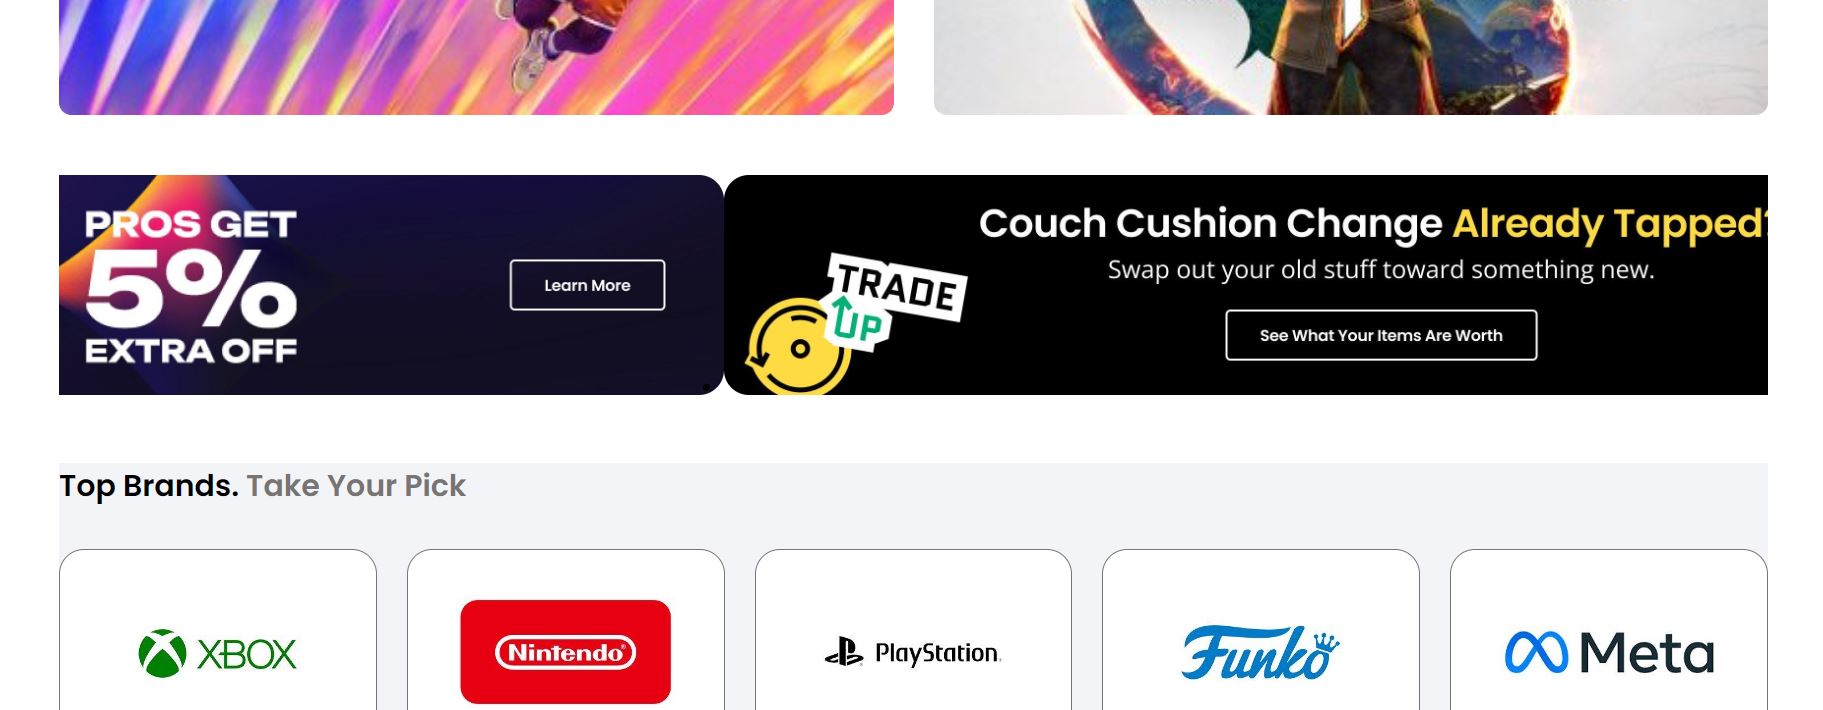 PROS GET
5%
EXTRA OFF
Learn More
TRADE
UP
Couch Cushion Change Already Tapped?
Swap out your old stuff toward something new.
See What Your Items Are Worth
Top Brands. Take Your Pick
XBOX
Nintendo
PlayStation
Funko
Meta